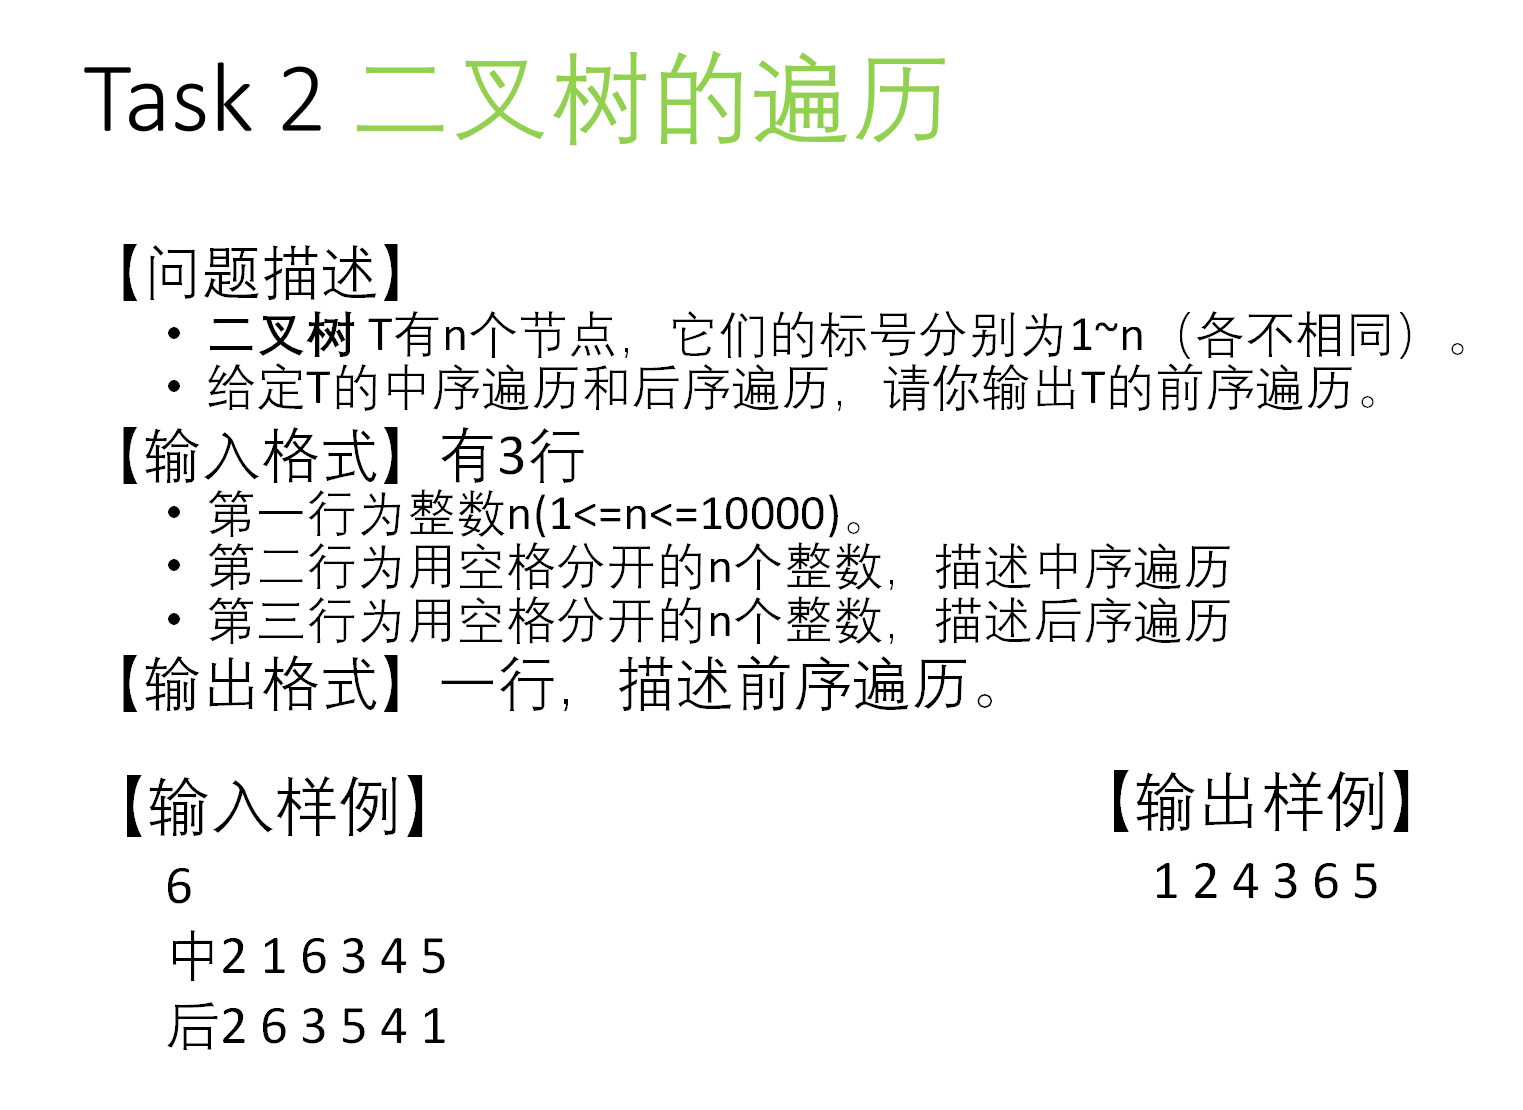 Task 2 二叉树的遍历
【问题描述】
• 二叉树 T有n个节点，它们的标号分别为1~n（各不相同）。
• 给定T的中序遍历和后序遍历，请你输出T的前序遍历。
【输入格式】有3行
• 第一行为整数n(1<=n<=10000)。
• 第二行为用空格分开的n个整数，描述中序遍历
• 第三行为用空格分开的n个整数，描述后序遍历
【输出格式】一行，描述前序遍历。
【输入样例】
6
中2 1 6 3 4 5
后2 6 3 5 4 1
【输出样例】
1 2 4 3 6 5